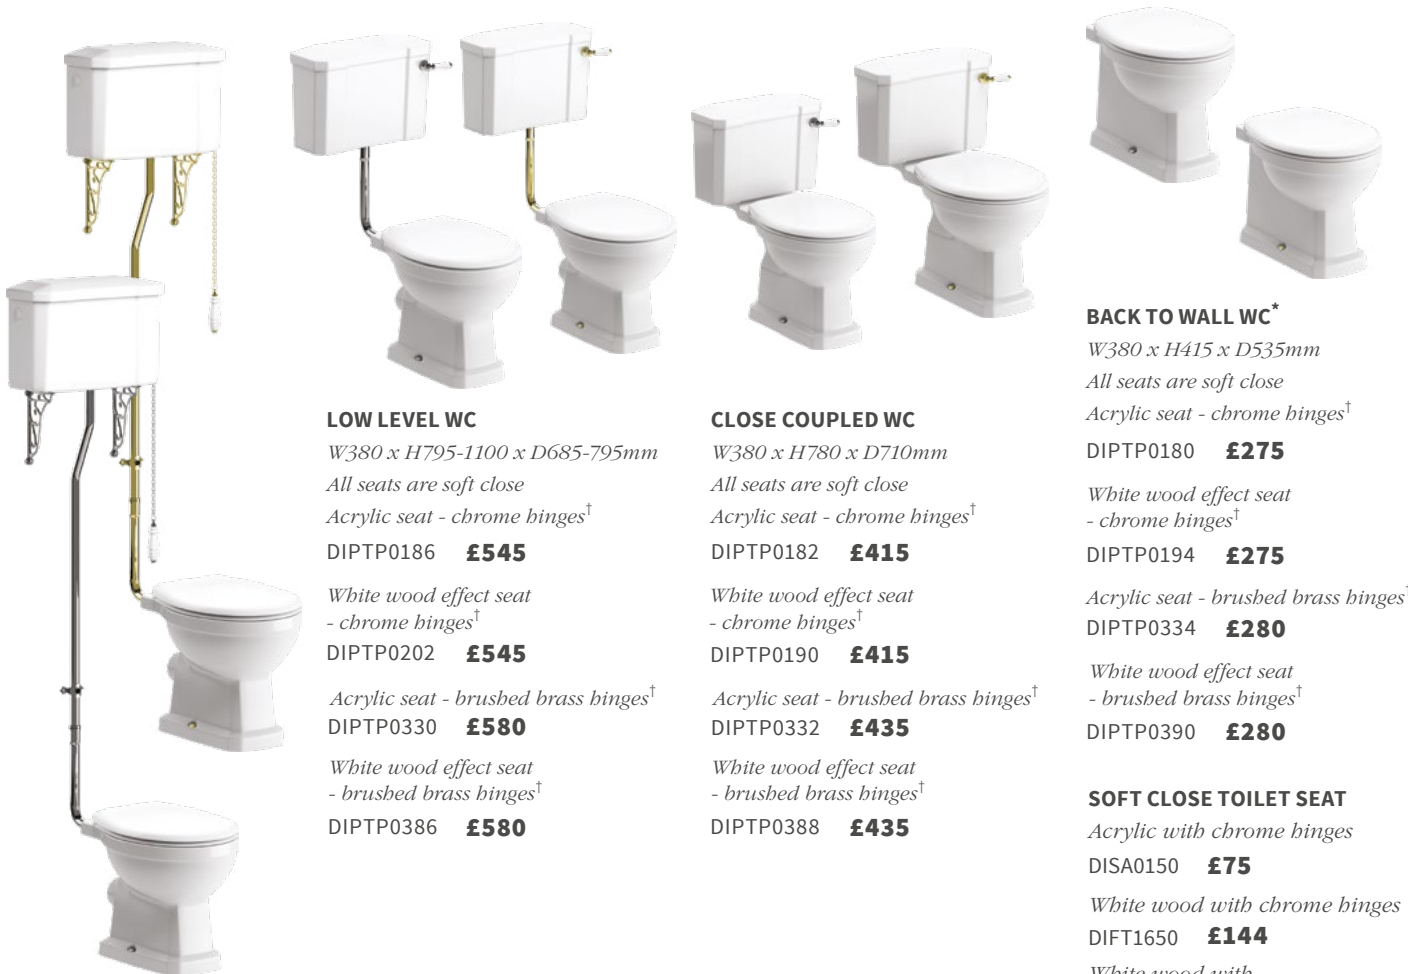 LOW LEVEL WC
W380 x H795-1100 x D685-795mm
All seats are soft close
Acrylic seat - chrome hinges†
DIPTP0186 £545
White wood effect seat
- chrome hinges†
DIPTP0202 £545
Acrylic seat - brushed brass hinges†
DIPTP0330 £580
White wood effect seat
- brushed brass hinges†
DIPTP0386 £580
CLOSE COUPLED WC
W380 x H780 x D710mm
All seats are soft close
Acrylic seat - chrome hinges†
DIPTP0182 £415
White wood effect seat
- chrome hinges†
DIPTP0190 £415
Acrylic seat - brushed brass hinges†
DIPTP0332 £435
White wood effect seat
- brushed brass hinges†
DIPTP0388 £435
BACK TO WALL WC*
W380 x H415 x D535mm
All seats are soft close
Acrylic seat - chrome hinges†
DIPTP0180 £275
White wood effect seat
- chrome hinges†
DIPTP0194 £275
Acrylic seat - brushed brass hinges†
DIPTP0334 £280
White wood effect seat
- brushed brass hinges†
DIPTP0390 £280
SOFT CLOSE TOILET SEAT
Acrylic with chrome hinges
DISA0150 £75
White wood with chrome hinges
DIFT1650 £144
White wood with